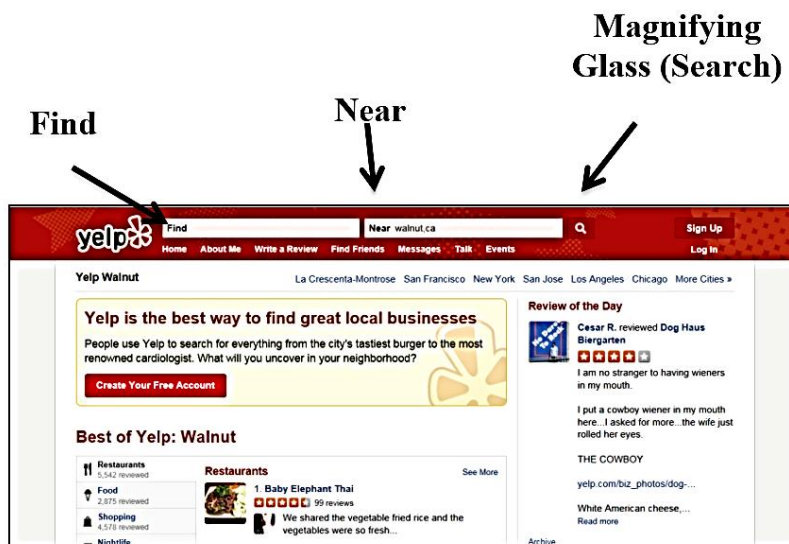 Magnifying
Glass (Search)
Near
Find
yelp
Find
Near walnut,ca
Sign Up
Home About Me Write a Review Find Friends Messages Talk Events
Log In
Yelp Walnut
La Crescenta-Montrose San Francisco New York San Jose Los Angeles Chicago More Cities »
Yelp is the best way to find great local businesses
People use Yelp to search for everything from the city's tastiest burger to the most
renowned cardiologist. What will you uncover in your neighborhood?
Create Your Free Account
Review of the Day
Cesar R. reviewed Dog Haus
Biergarten
I am no stranger to having wieners
in my mouth.
I put a cowboy wiener in my mouth
here...I asked for more...the wife just
rolled her eyes.
THE COWBOY
yelp.com/biz_photos/dog-...
White American cheese,...
Read more
Archive
Best of Yelp: Walnut
Restaurants
5,542 reviewed
Food
2,875 reviewed
Shopping
4,578 reviewed
Nightlife
Restaurants
See More
1. Baby Elephant Thai
99 reviews
We shared the vegetable fried rice and the
vegetables were so fresh...